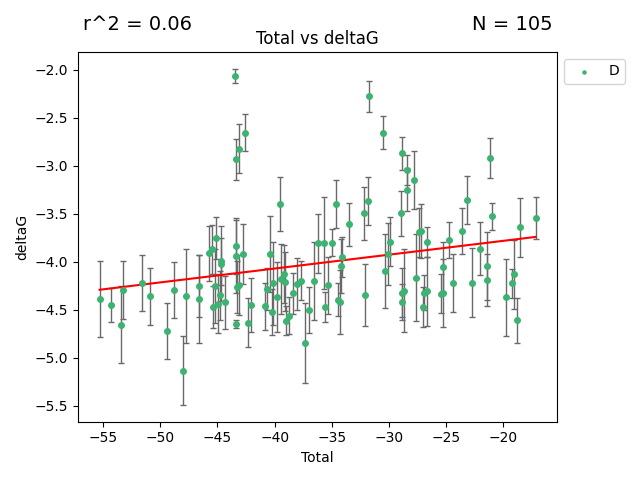 r^2 = 0.06
N = 105
Total vs deltaG
D
−2.0
−2.5
−3.0
−3.5
−4.0
−4.5
−5.0
−5.5
deltaG
−55 −50 −45 −40 −35 −30 −25 −20
Total